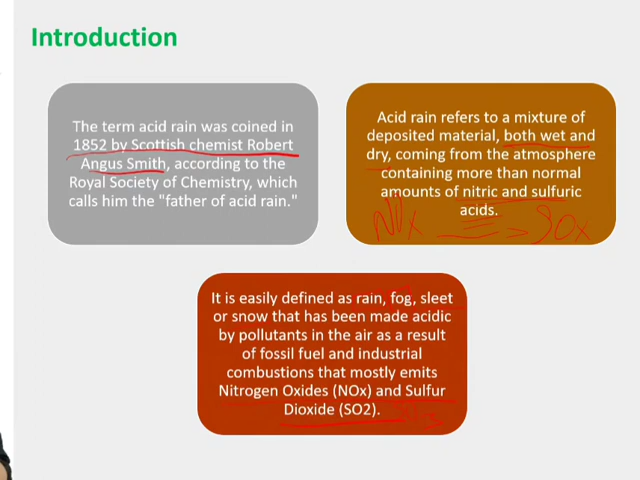 Introduction
The term acid rain was coined in
1852 by Scottish chemist Robert
Angus Smith, according to the
Royal Society of Chemistry, which
calls him the "father of acid rain."
Acid rain refers to a mixture of
deposited material, both wet and
dry, coming from the atmosphere
containing more than normal
amounts of nitric and sulfuric
acids.
NOx SOx
It is easily defined as rain, fog, sleet
or snow that has been made acidic
by pollutants in the air as a result
of fossil fuel and industrial
combustions that mostly emits
Nitrogen Oxides (NOx) and Sulfur
Dioxide (SO2).